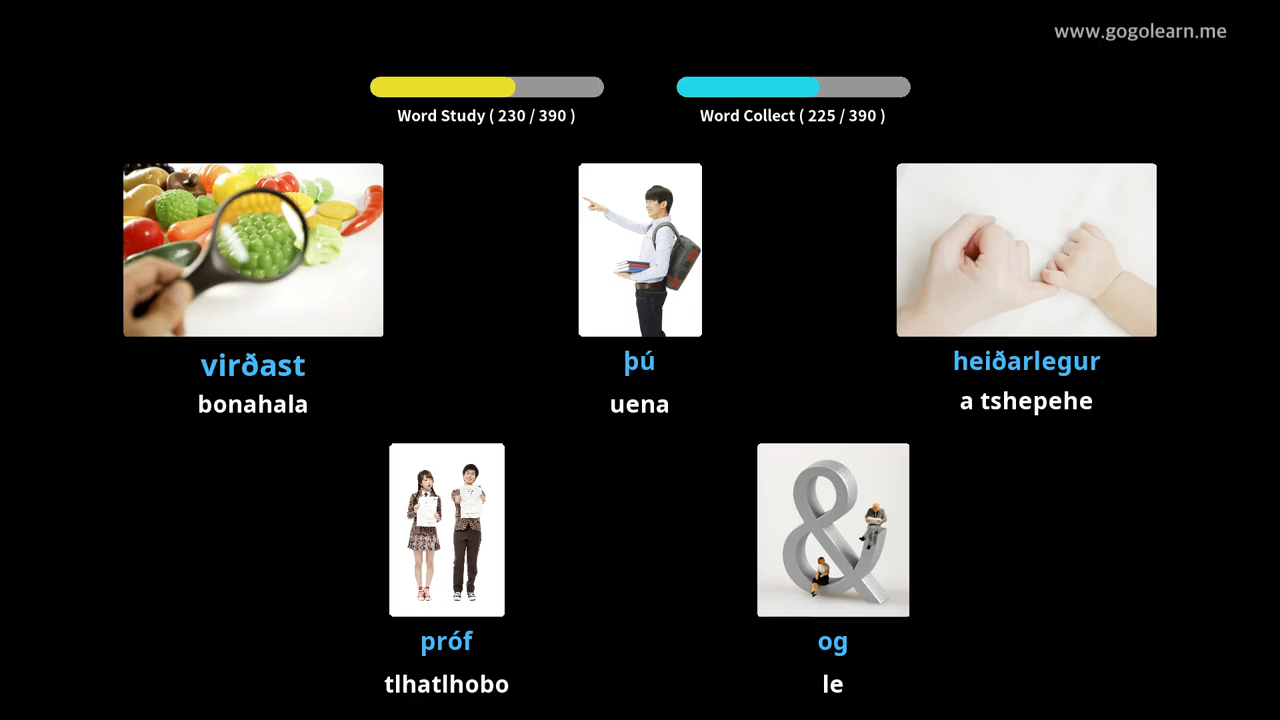 www.gogolearn.me
Word Study ( 230 / 390 )
Word Collect ( 225 / 390 )
virðast
bonahala
þú
uena
heiðarlegur
a tshepehe
próf
tlhatlhobo
og
le